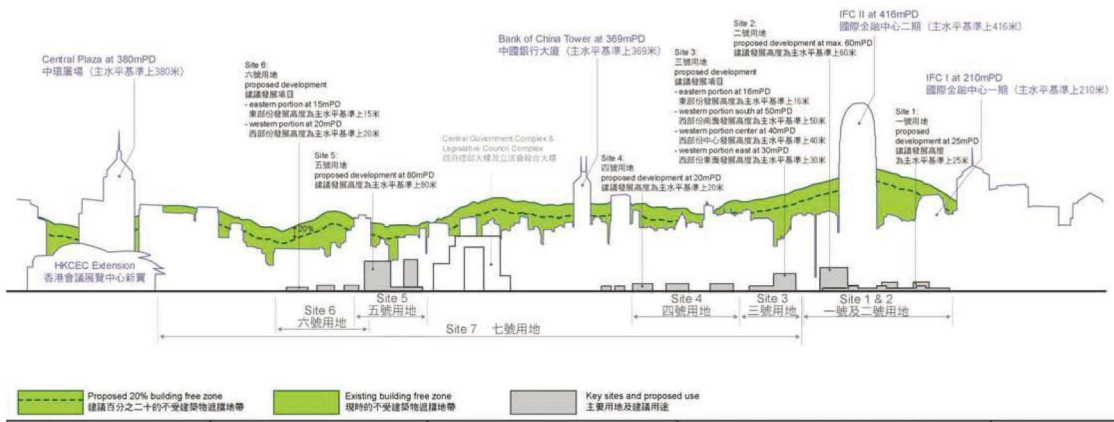 Central Plaza at 380mPD
中環廣場（主水平基準上380米）
Site 6:
六號用地
proposed development
建議發展項目
- eastern portion at 15mPD
東部份發展高度為主水平基準上15米
- western portion at 20mPD
西部份發展高度為主水平基準上20米
Site 5:
五號用地
proposed development at 80mPD
建議發展高度為主水平基準上80米
Central Government Complex &
Legislative Council Complex
政府總部大樓及立法會綜合大樓
Bank of China Tower at 369mPD
中國銀行大廈（主水平基準上369米）
Site 4:
四號用地
proposed development at 20mPD
建議發展高度為主水平基準上20米
Site 3:
三號用地
proposed development
建議發展項目
- eastern portion at 16mPD
東部份發展高度為主水平基準上16米
- western portion south at 50mPD
西部份南面發展高度為主水平基準上50米
- western portion center at 40mPD
西部份中心發展高度為主水平基準上40米
- western portion east at 30mPD
西部份東面發展高度為主水平基準上30米
Site 2:
二號用地
proposed development at max. 60mPD
建議發展高度為主水平基準上60米
IFC II at 416mPD
國際金融中心二期（主水平基準上416米）
IFC I at 210mPD
國際金融中心一期（主水平基準上210米）
Site 1:
一號用地
proposed
development at 25mPD
建議發展高度
為主水平基準上25米
20%
HKCEC Extension
香港會議展覽中心新翼
Site 6
六號用地
Site 5
五號用地
Site 4
四號用地
Site 3
三號用地
Site 1 & 2
一號及二號用地
Site 7 七號用地
Proposed 20% building free zone
建議百分之二十的不受建築物遮擋地帶
Existing building free zone
現時的不受建築物遮擋地帶
Key sites and proposed use
主要用地及建議用途